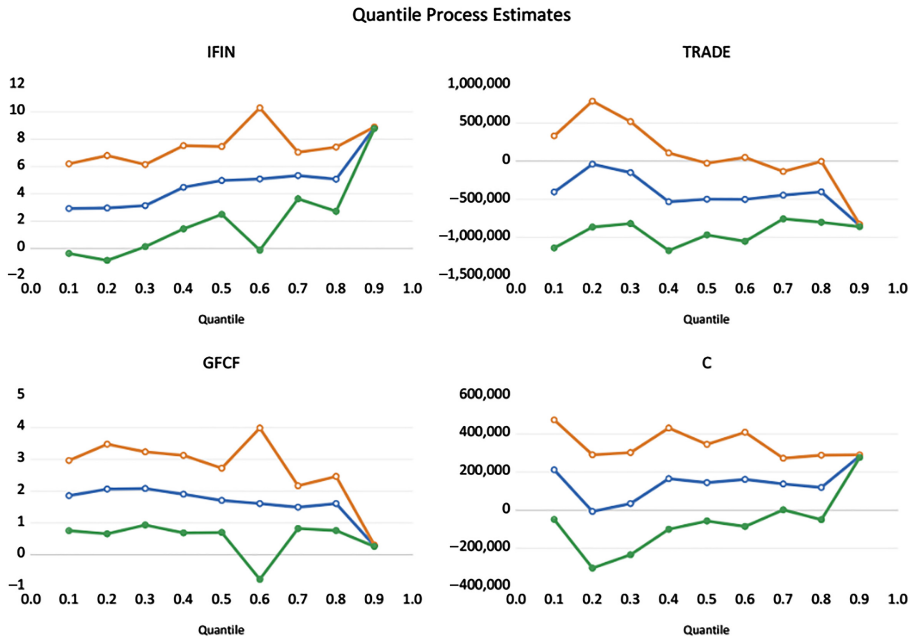 Quantile Process Estimates
IFIN
12
10
8
6
4
2
0
–2
0.0 0.1 0.2 0.3 0.4 0.5 0.6 0.7 0.8 0.9 1.0
Quantile
TRADE
1,000,000
500,000
0
–500,000
–1,000,000
–1,500,000
0.0 0.1 0.2 0.3 0.4 0.5 0.6 0.7 0.8 0.9 1.0
Quantile
GFCF
5
4
3
2
1
0
–1
0.0 0.1 0.2 0.3 0.4 0.5 0.6 0.7 0.8 0.9 1.0
Quantile
C
600,000
400,000
200,000
0
–200,000
–400,000
0.0 0.1 0.2 0.3 0.4 0.5 0.6 0.7 0.8 0.9 1.0
Quantile